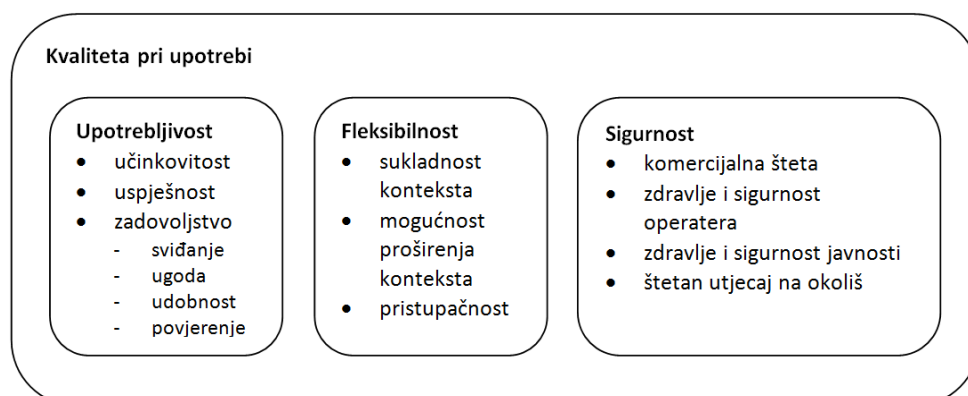 Kvaliteta pri upotrebi
Upotrebljivost
• učinkovitost
• uspješnost
• zadovoljstvo
- sviđanje
- ugoda
- udobnost
- povjerenje
Fleksibilnost
• sukladnost
konteksta
• mogućnost
proširenja
konteksta
• pristupačnost
Sigurnost
• komercijalna šteta
• zdravlje i sigurnost
operatera
• zdravlje i sigurnost javnosti
• štetan utjecaj na okoliš